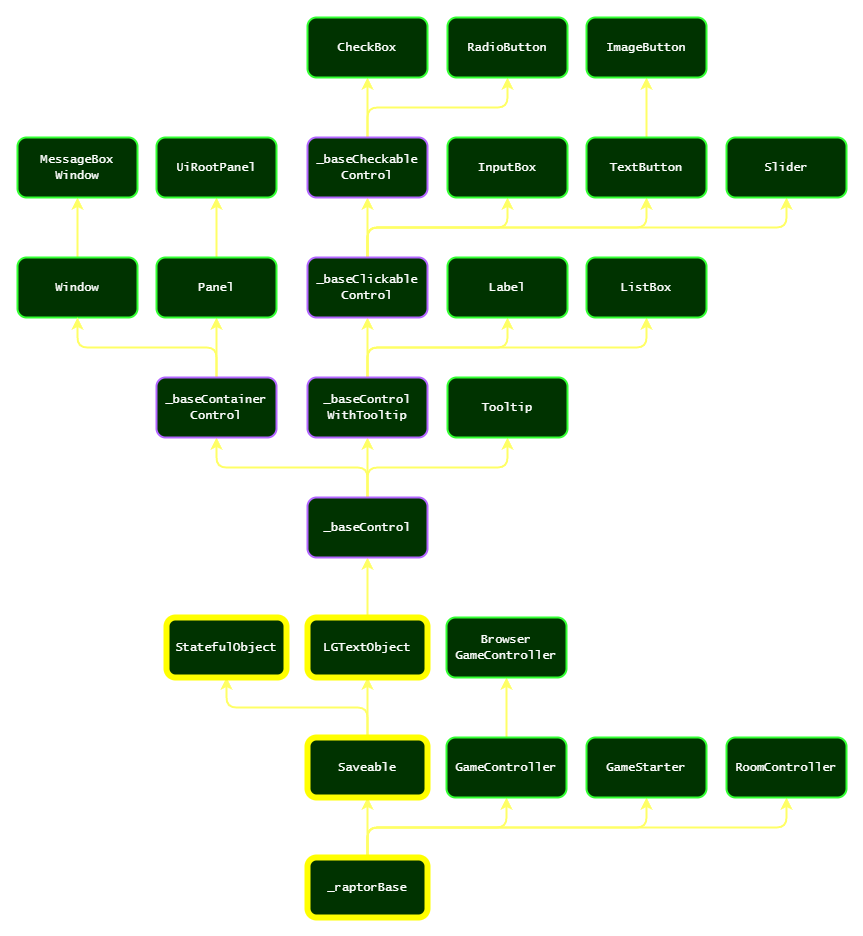 CheckBox
RadioButton
ImageButton
MessageBox
Window
UiRootPanel
_baseCheckable
Control
InputBox
TextButton
Slider
Window
Panel
_baseClickable
Control
Label
ListBox
_baseContainer
Control
_baseControl
WithTooltip
Tooltip
_baseControl
StatefulObject
LGTextObject
Browser
GameController
Saveable
GameController
GameStarter
RoomController
_raptorBase